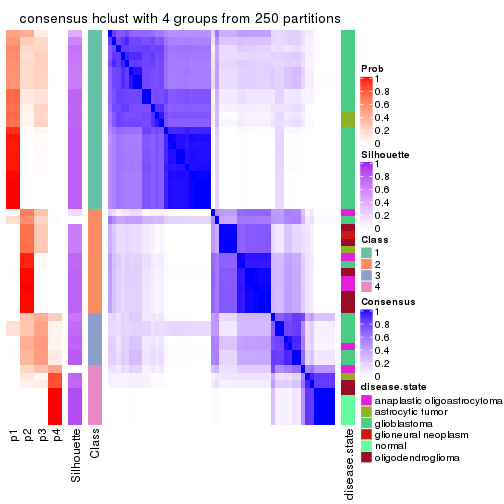 consensus hclust with 4 groups from 250 partitions
Prob
1
0.8
0.6
0.4
0.2
0
Silhouette
1
0.8
0.6
0.4
0.2
0
Class
1
2
3
4
Consensus
1
0.8
0.6
0.4
0.2
0
disease.state
anaplastic oligoastrocytoma
astrocytic tumor
glioblastoma
glioneural neoplasm
normal
oligodendroglioma
p1
p2
p3
p4
Silhouette
Class
disease.state